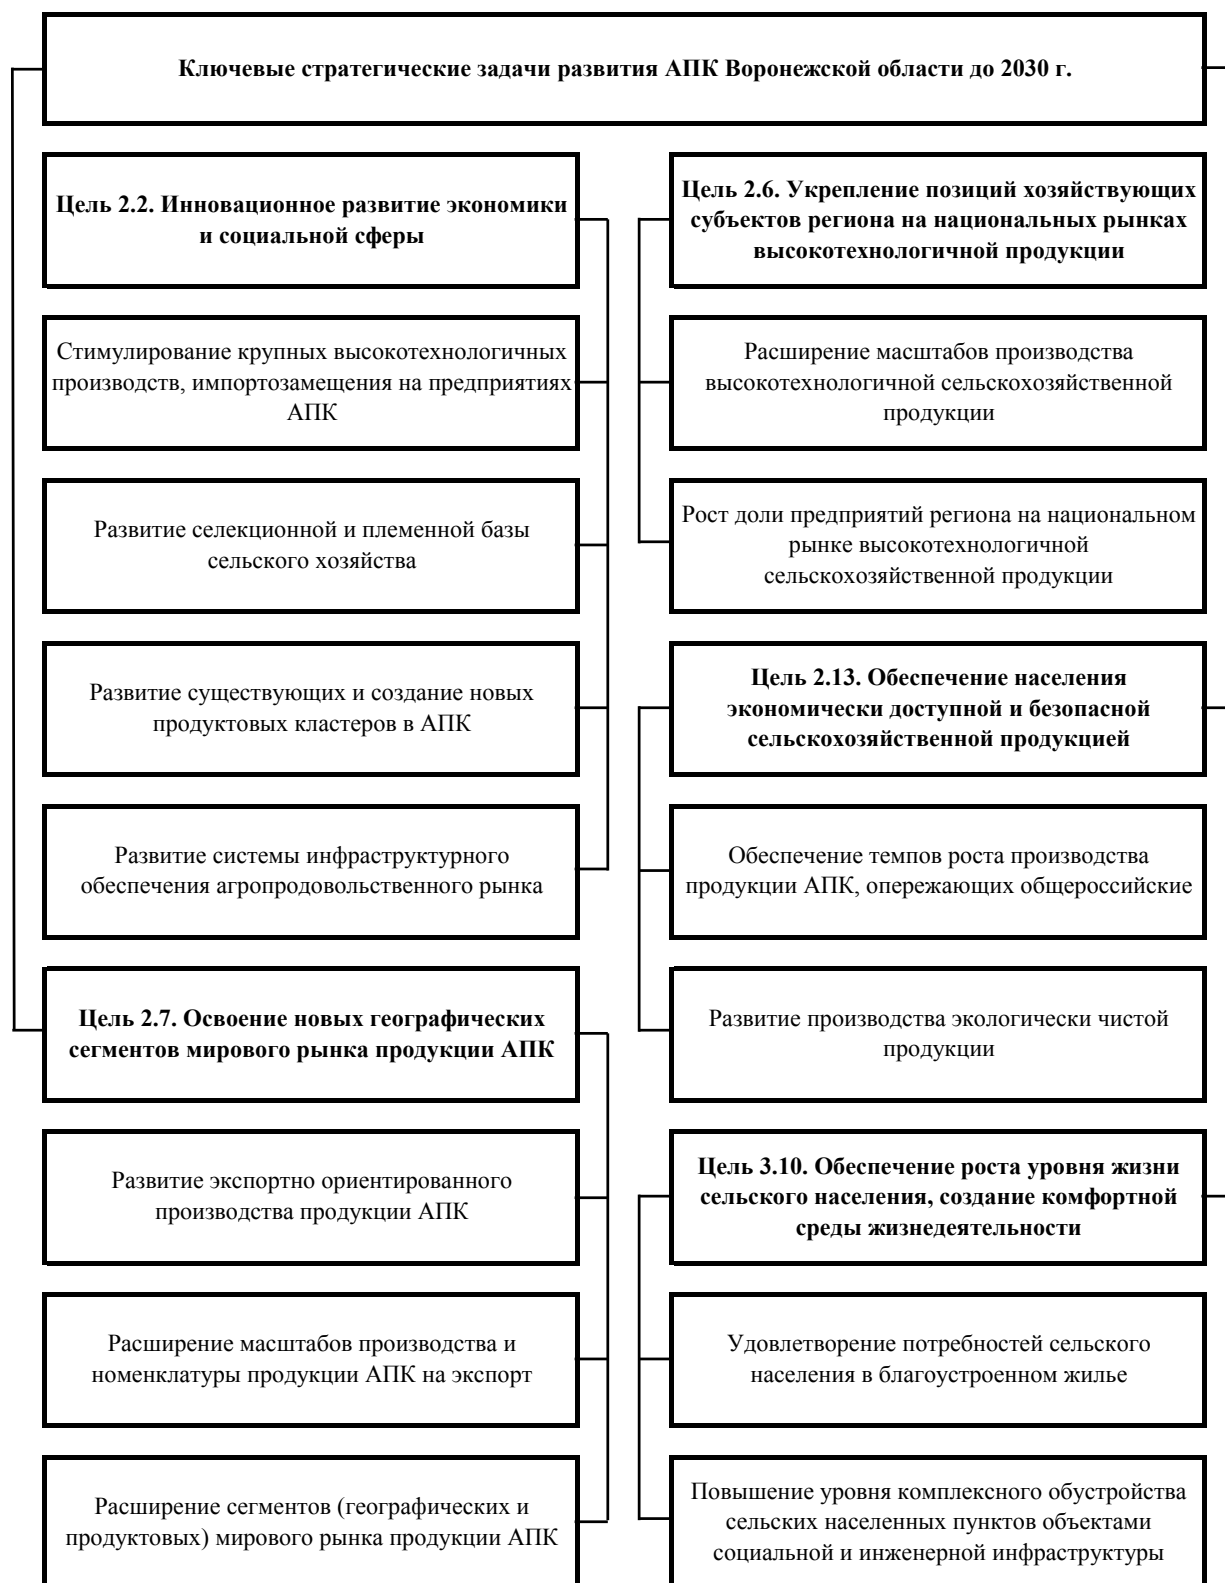 Ключевые стратегические задачи развития АПК Воронежской области до 2030 г.
Цель 2.2. Инновационное развитие экономики
и социальной сферы
Стимулирование крупных высокотехнологичных
производств, импортозамещения на предприятиях
АПК
Развитие селекционной и племенной базы
сельского хозяйства
Развитие существующих и создание новых
продуктовых кластеров в АПК
Развитие системы инфраструктурного
обеспечения агропродовольственного рынка
Цель 2.7. Освоение новых географических
сегментов мирового рынка продукции АПК
Развитие экспортно ориентированного
производства продукции АПК
Расширение масштабов производства и
номенклатуры продукции АПК на экспорт
Расширение сегментов (географических и
продуктовых) мирового рынка продукции АПК
Цель 2.6. Укрепление позиций хозяйствующих
субъектов региона на национальных рынках
высокотехнологичной продукции
Расширение масштабов производства
высокотехнологичной сельскохозяйственной
продукции
Рост доли предприятий региона на национальном
рынке высокотехнологичной
сельскохозяйственной продукции
Цель 2.13. Обеспечение населения
экономически доступной и безопасной
сельскохозяйственной продукцией
Обеспечение темпов роста производства
продукции АПК, опережающих общероссийские
Развитие производства экологически чистой
продукции
Цель 3.10. Обеспечение роста уровня жизни
сельского населения, создание комфортной
среды жизнедеятельности
Удовлетворение потребностей сельского
населения в благоустроенном жилье
Повышение уровня комплексного обустройства
сельских населенных пунктов объектами
социальной и инженерной инфраструктуры